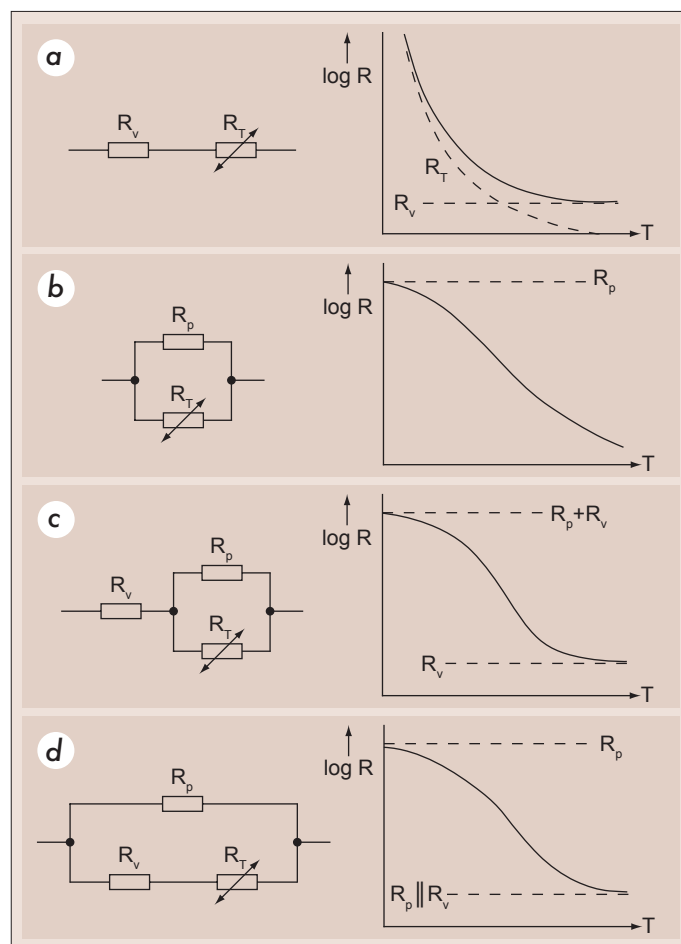 a
R_v
R_T
log R
R_T
R_v
T
b
R_p
R_T
log R
R_p
T
c
R_v
R_p
R_T
log R
R_p+R_v
R_v
T
d
R_p
R_v
R_T
log R
R_p
R_p||R_v
T